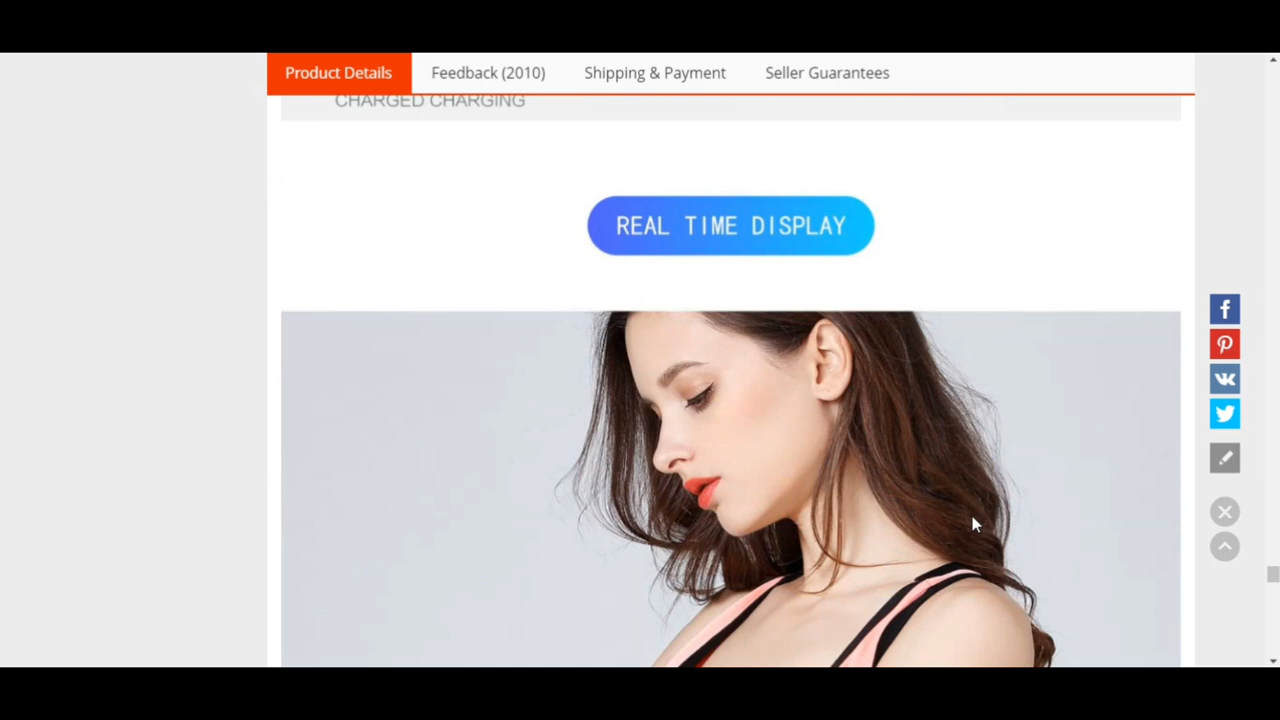 Product Details
Feedback (2010)
Shipping & Payment
Seller Guarantees
CHARGED CHARGING
REAL TIME DISPLAY